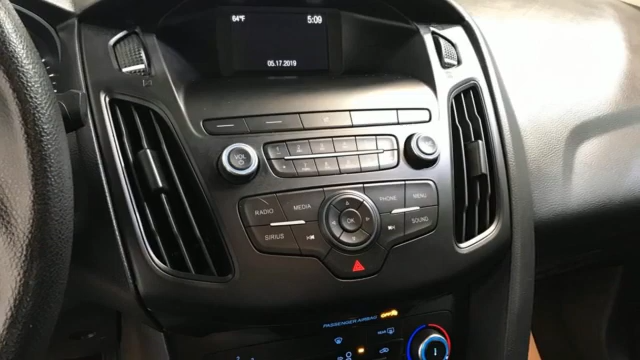 64°F 5:09
05.17.2019
VOL
RADIO MEDIA PHONE MENU
OK
SIRIUS SOUND
PASSENGER AIRBAG